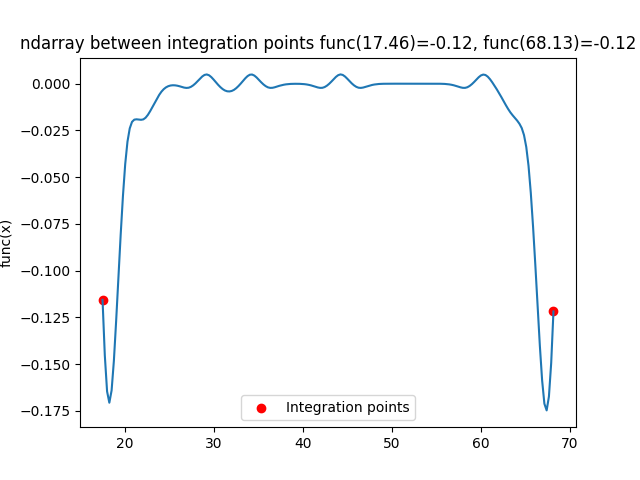 ndarray between integration points func(17.46)=-0.12, func(68.13)=-0.12
0.000
−0.025
−0.050
−0.075
−0.100
−0.125
−0.150
−0.175
func(x)
Integration points
20 30 40 50 60 70